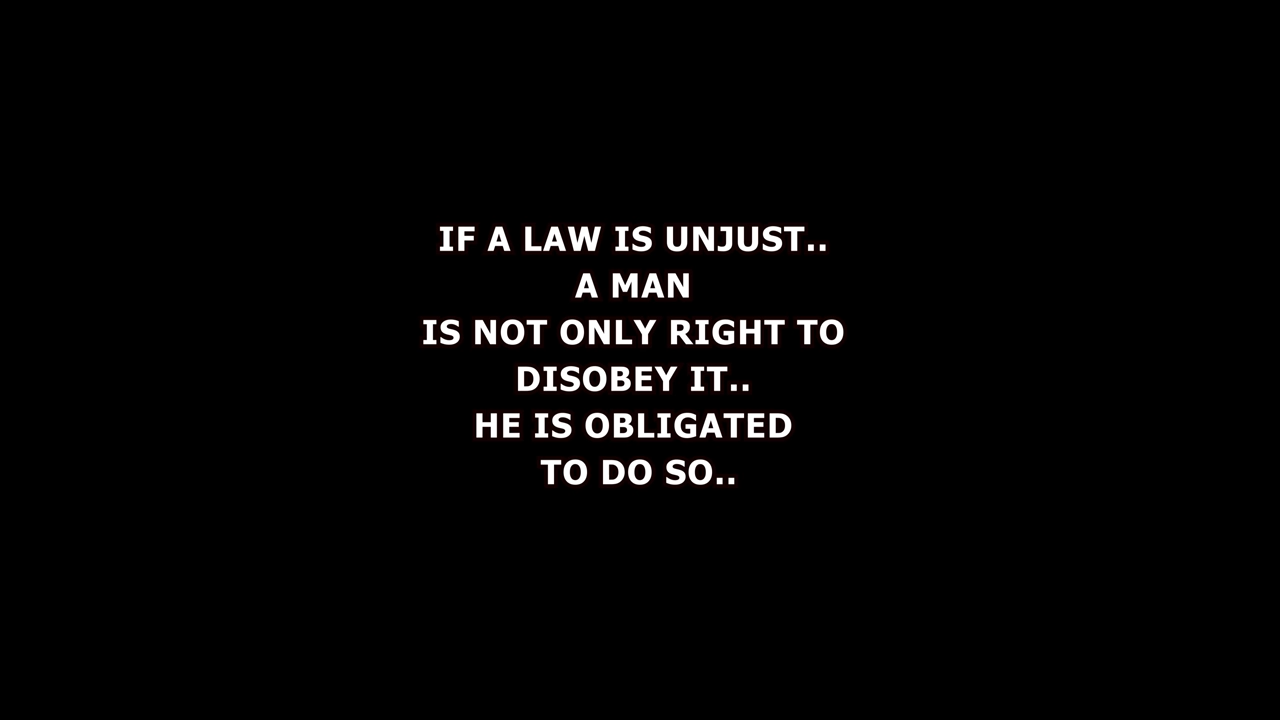 IF A LAW IS UNJUST..
A MAN
IS NOT ONLY RIGHT TO
DISOBEY IT..
HE IS OBLIGATED
TO DO SO..